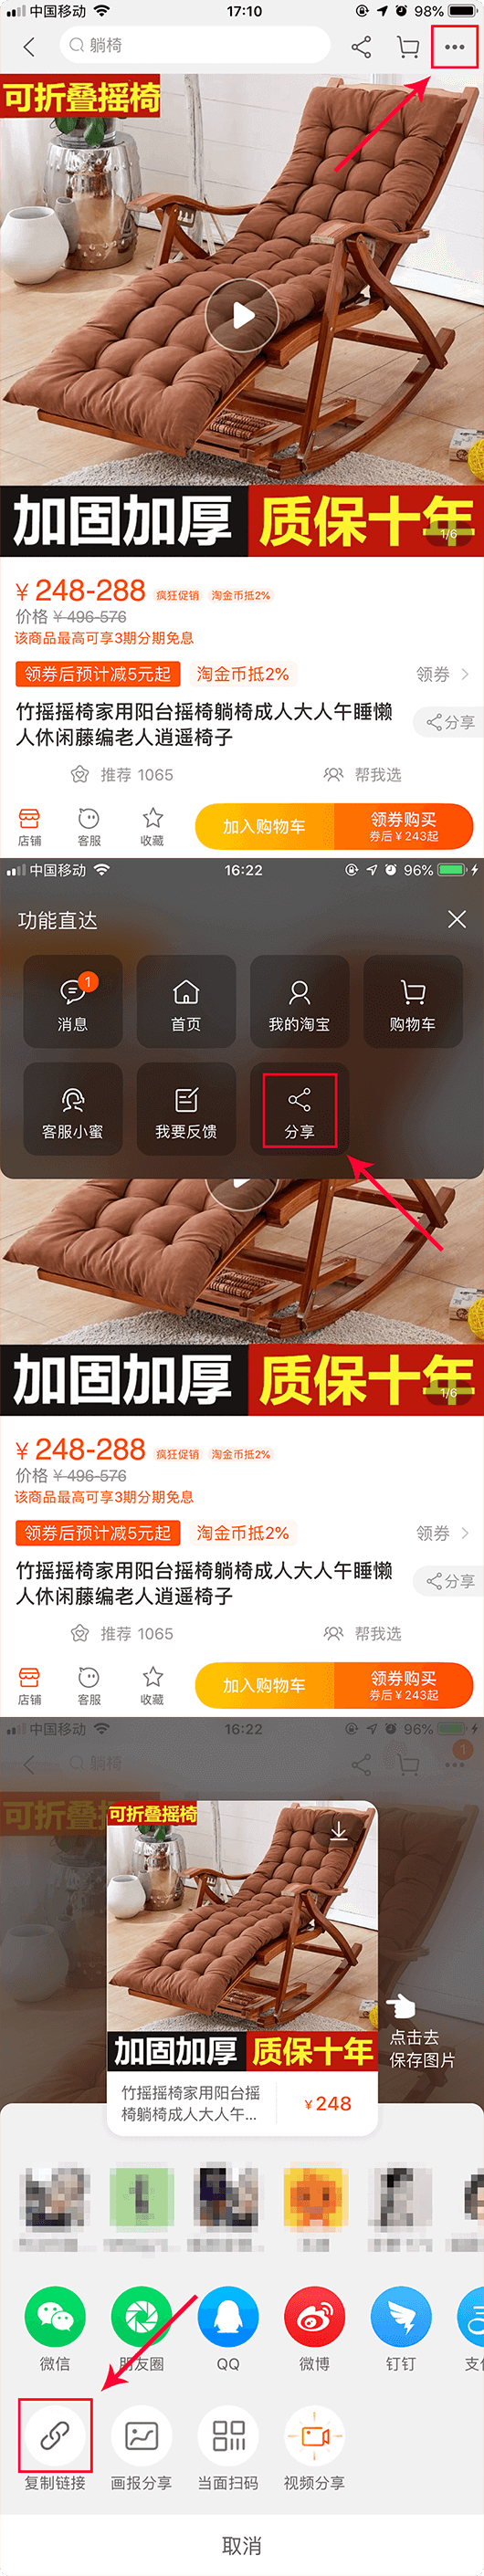 中国移动 17:10 98%
躺椅
可折叠摇椅
加固加厚 质保十年
1/6
¥ 248-288 疯狂促销 淘金币抵2%
价格 ¥ 496-576
该商品最高可享3期分期免息
领券后预计减5元起 淘金币抵2% 领券
竹摇摇椅家用阳台摇椅躺椅成人大人午睡懒
人休闲藤编老人逍遥椅子
分享
推荐 1065 帮我选
店铺 客服 收藏 加入购物车 领券购买
券后¥243起
中国移动 16:22 96%
功能直达
1
消息 首页 我的淘宝 购物车
客服小蜜 我要反馈 分享
加固加厚 质保十年
1/6
¥ 248-288 疯狂促销 淘金币抵2%
价格 ¥ 496-576
该商品最高可享3期分期免息
领券后预计减5元起 淘金币抵2% 领券
竹摇摇椅家用阳台摇椅躺椅成人大人午睡懒
人休闲藤编老人逍遥椅子
分享
推荐 1065 帮我选
店铺 客服 收藏 加入购物车 领券购买
券后¥243起
中国移动 16:22 96%
躺椅
1
可折叠摇椅
可折叠摇椅
加固加厚 质保十年
点击去
保存图片
竹摇摇椅家用阳台摇
椅躺椅成人大人午...
¥248
微信 朋友圈 QQ 微博 钉钉
复制链接 画报分享 当面扫码 视频分享
取消